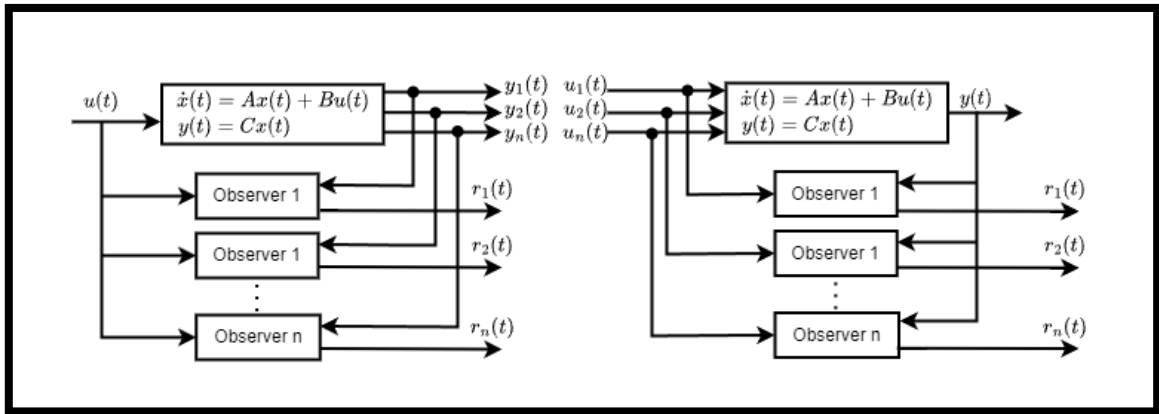 u(t)
ẋ(t) = Ax(t) + Bu(t)
y(t) = Cx(t)
y₁(t)
y₂(t)
yₙ(t)
Observer 1
r₁(t)
Observer 1
r₂(t)
⋮
Observer n
rₙ(t)
u₁(t)
u₂(t)
uₙ(t)
ẋ(t) = Ax(t) + Bu(t)
y(t) = Cx(t)
y(t)
Observer 1
r₁(t)
Observer 1
r₂(t)
⋮
Observer n
rₙ(t)